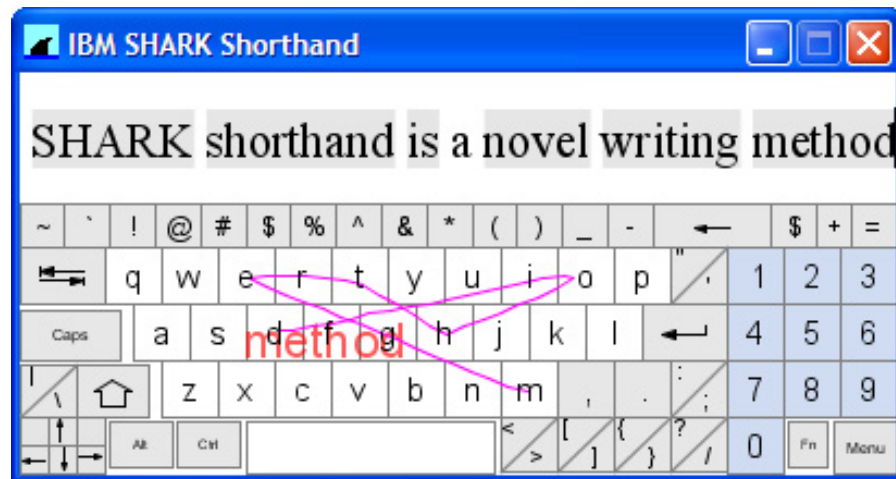 IBM SHARK Shorthand
SHARK shorthand is a novel writing method
~ ` ! @ # $ % ^ & * ( ) _ - $ + =
q w e r t y u i o p " ' 1 2 3
Caps a s d f g h j k l 4 5 6
method
| \ z x c v b n m , . : ; 7 8 9
Alt Ctrl < > [ ] { } ? / 0 Fn Menu